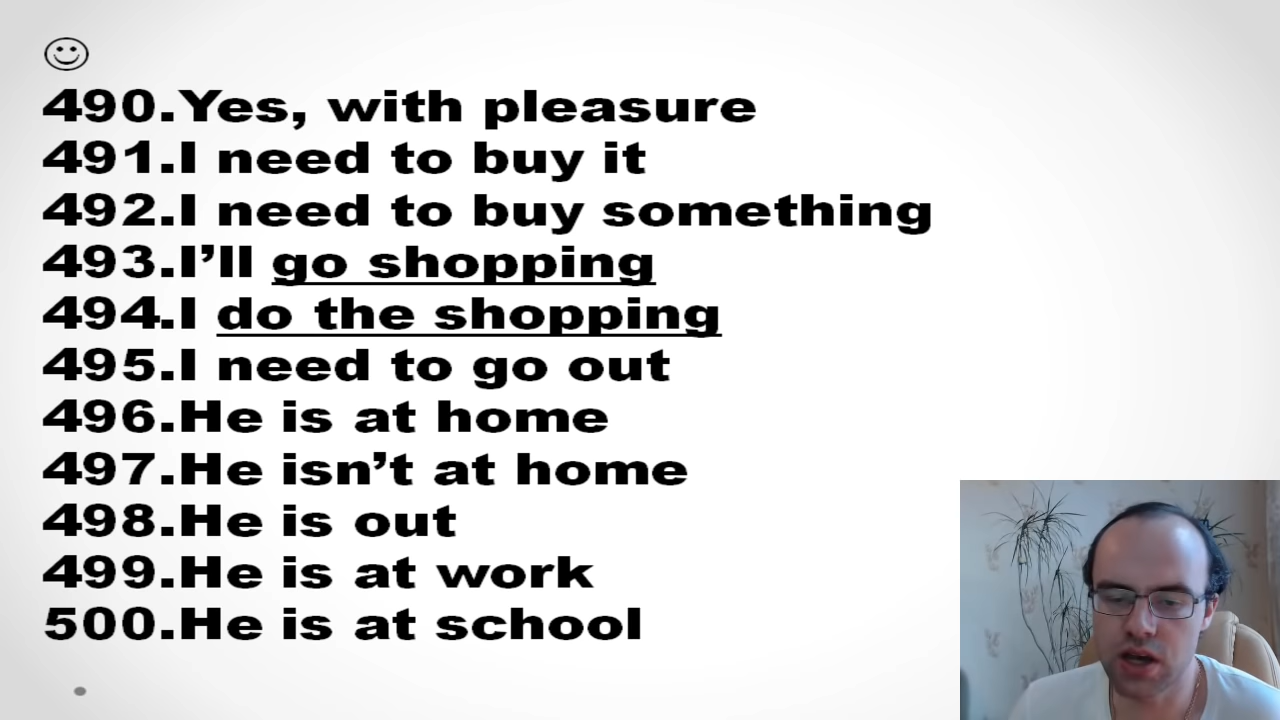 490.Yes, with pleasure
491.I need to buy it
492.I need to buy something
493.I’ll go shopping
494.I do the shopping
495.I need to go out
496.He is at home
497.He isn’t at home
498.He is out
499.He is at work
500.He is at school